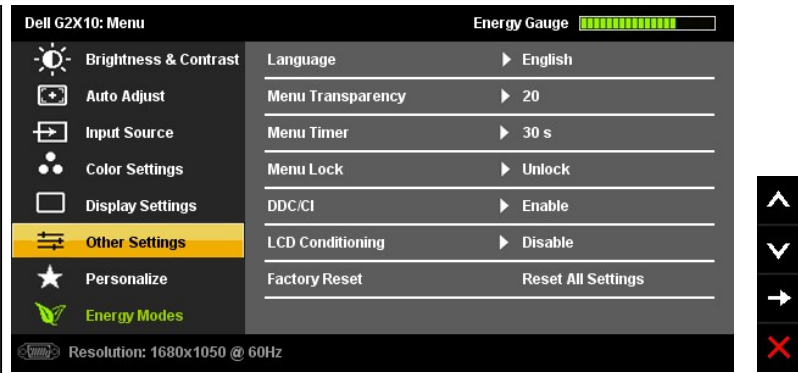 Dell G2X10: Menu Energy Gauge
Brightness & Contrast Language English
Auto Adjust Menu Transparency 20
Input Source Menu Timer 30 s
Color Settings Menu Lock Unlock
Display Settings DDC/CI Enable
Other Settings LCD Conditioning Disable
Personalize Factory Reset Reset All Settings
Energy Modes
Resolution: 1680x1050 @ 60Hz